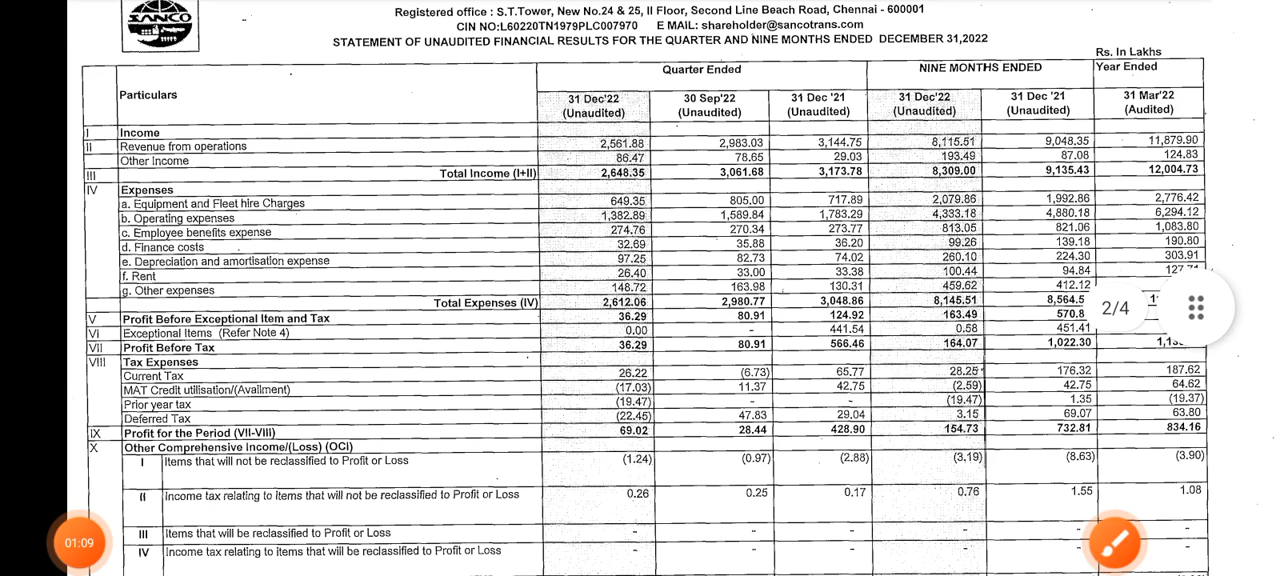 SANCO
Registered office : S.T.Tower, New No.24 & 25, II Floor, Second Line Beach Road, Chennai - 600001
CIN NO:L60220TN1979PLC007970 E MAIL: shareholder@sancotrans.com
STATEMENT OF UNAUDITED FINANCIAL RESULTS FOR THE QUARTER AND NINE MONTHS ENDED DECEMBER 31,2022
Rs. In Lakhs
Particulars Quarter Ended NINE MONTHS ENDED Year Ended
31 Dec'22 30 Sep'22 31 Dec '21 31 Dec'22 31 Dec '21 31 Mar'22
(Unaudited) (Unaudited) (Unaudited) (Unaudited) (Unaudited) (Audited)
I Income
II Revenue from operations 2,561.88 2,983.03 3,144.75 8,115.51 9,048.35 11,879.90
Other Income 86.47 78.65 29.03 193.49 87.08 124.83
III Total Income (I+II) 2,648.35 3,061.68 3,173.78 8,309.00 9,135.43 12,004.73
IV Expenses
a. Equipment and Fleet hire Charges 649.35 805.00 717.89 2,079.86 1,992.86 2,776.42
b. Operating expenses 1,382.89 1,589.84 1,783.29 4,333.18 4,880.18 6,294.12
c. Employee benefits expense 274.76 270.34 273.77 813.05 821.06 1,083.80
d. Finance costs 32.69 35.88 36.20 99.26 139.18 190.80
e. Depreciation and amortisation expense 97.25 82.73 74.02 260.10 224.30 303.91
f. Rent 26.40 33.00 33.38 100.44 94.84
g. Other expenses 148.72 163.98 130.31 459.62 412.12
Total Expenses (IV) 2,612.06 2,980.77 3,048.86 8,145.51 8,564.5
V Profit Before Exceptional Item and Tax 36.29 80.91 124.92 163.49 570.8
VI Exceptional Items (Refer Note 4) 0.00 - 441.54 0.58 451.41
VII Profit Before Tax 36.29 80.91 566.46 164.07 1,022.30
VIII Tax Expenses
Current Tax 26.22 (6.73) 65.77 28.25 176.32 187.62
MAT Credit utilisation/(Availment) (17.03) 11.37 42.75 (2.59) 42.75 64.62
Prior year tax (19.47) - - (19.47) 1.35 (19.37)
Deferred Tax (22.45) 47.83 29.04 3.15 69.07 63.80
IX Profit for the Period (VII-VIII) 69.02 28.44 428.90 154.73 732.81 834.16
X Other Comprehensive Income/(Loss) (OCI)
I Items that will not be reclassified to Profit or Loss (1.24) (0.97) (2.88) (3.19) (8.63) (3.90)
II Income tax relating to items that will not be reclassified to Profit or Loss 0.26 0.25 0.17 0.76 1.55 1.08
III Items that will be reclassified to Profit or Loss - - - - - -
IV Income tax relating to items that will be reclassified to Profit or Loss - - - - - -
2/4
01:09